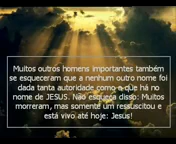 Muitos outros homens importantes também
se esqueceram que a nenhum outro nome foi
dada tanta autoridade como a que há no
nome de JESUS. Não esqueça disso: Muitos
morreram, mas somente um ressuscitou e
está vivo até hoje: Jesus!